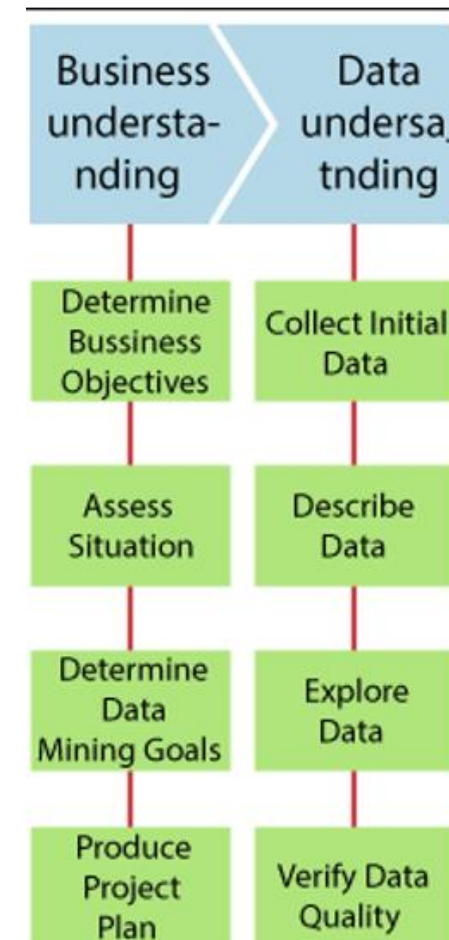 Business
understa-
nding
Data
undersa,
tnding
Determine
Bussiness
Objectives
Collect Initial
Data
Assess
Situation
Describe
Data
Determine
Data
Mining Goals
Explore
Data
Produce
Project
Plan
Verify Data
Quality